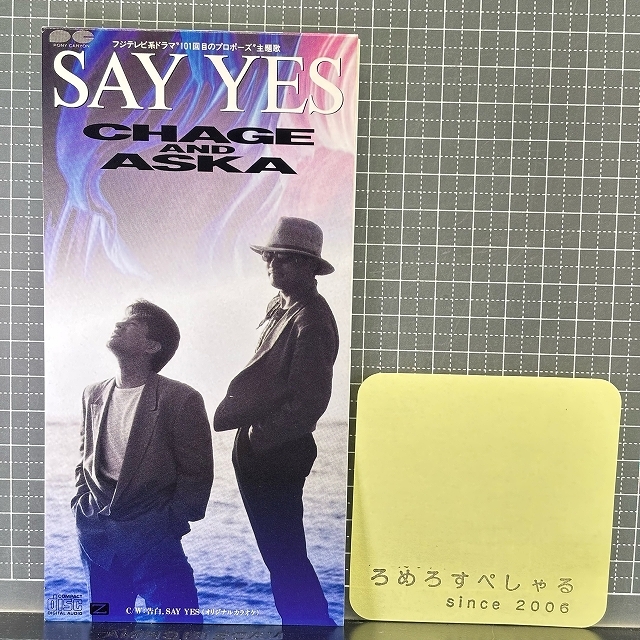 PONY CANYON
フジテレビ系ドラマ"101回目のプロポーズ"主題歌
SAY YES
CHAGE
AND
ASKA
COMPACT
disc
DIGITAL AUDIO
C/W 告白, SAY YES(オリジナルカラオケ)
ろめろすぺしゃる
since 2006